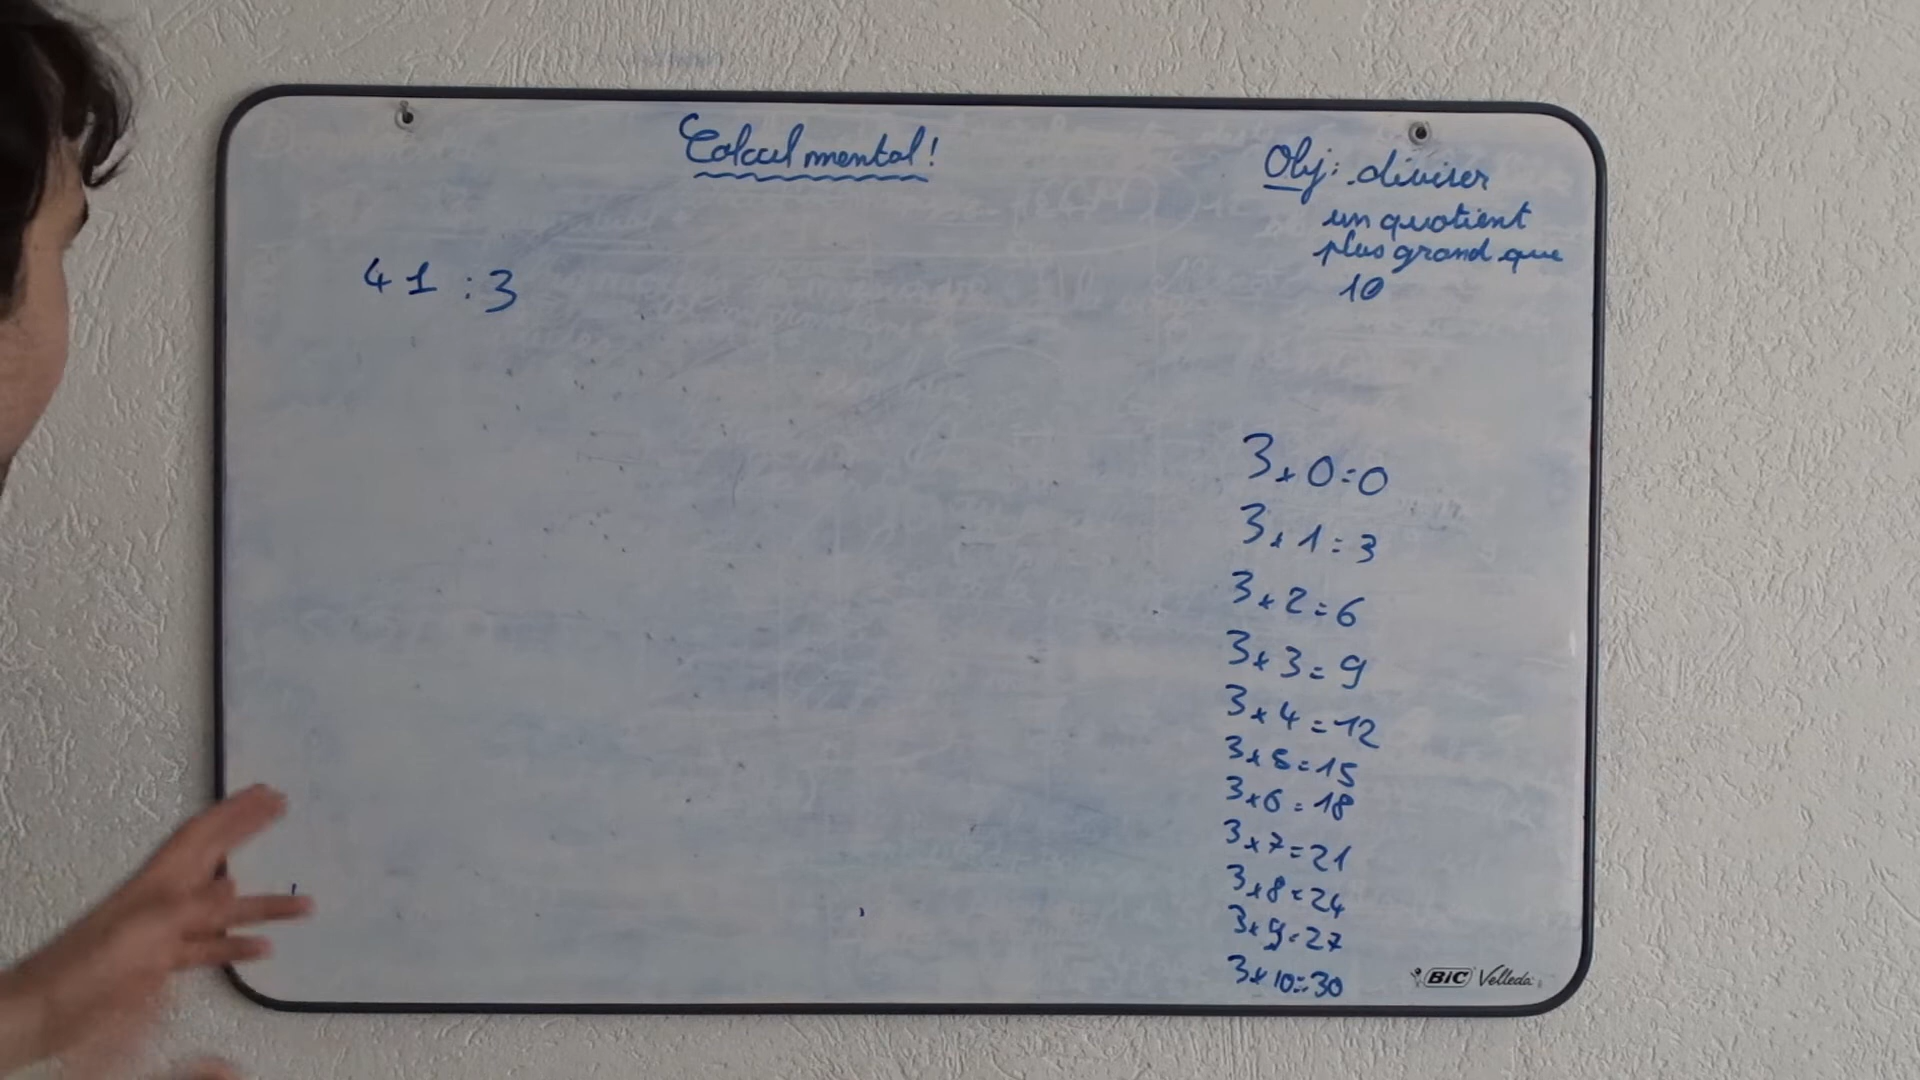 Calcul mental!
Obj: diviser
un quotient
plus grand que
10
41 :3
3x0=0
3x1=3
3x2=6
3x3=9
3x4=12
3x5=15
3x6=18
3x7=21
3x8=24
3x9=27
3x10=30
BIC Velleda